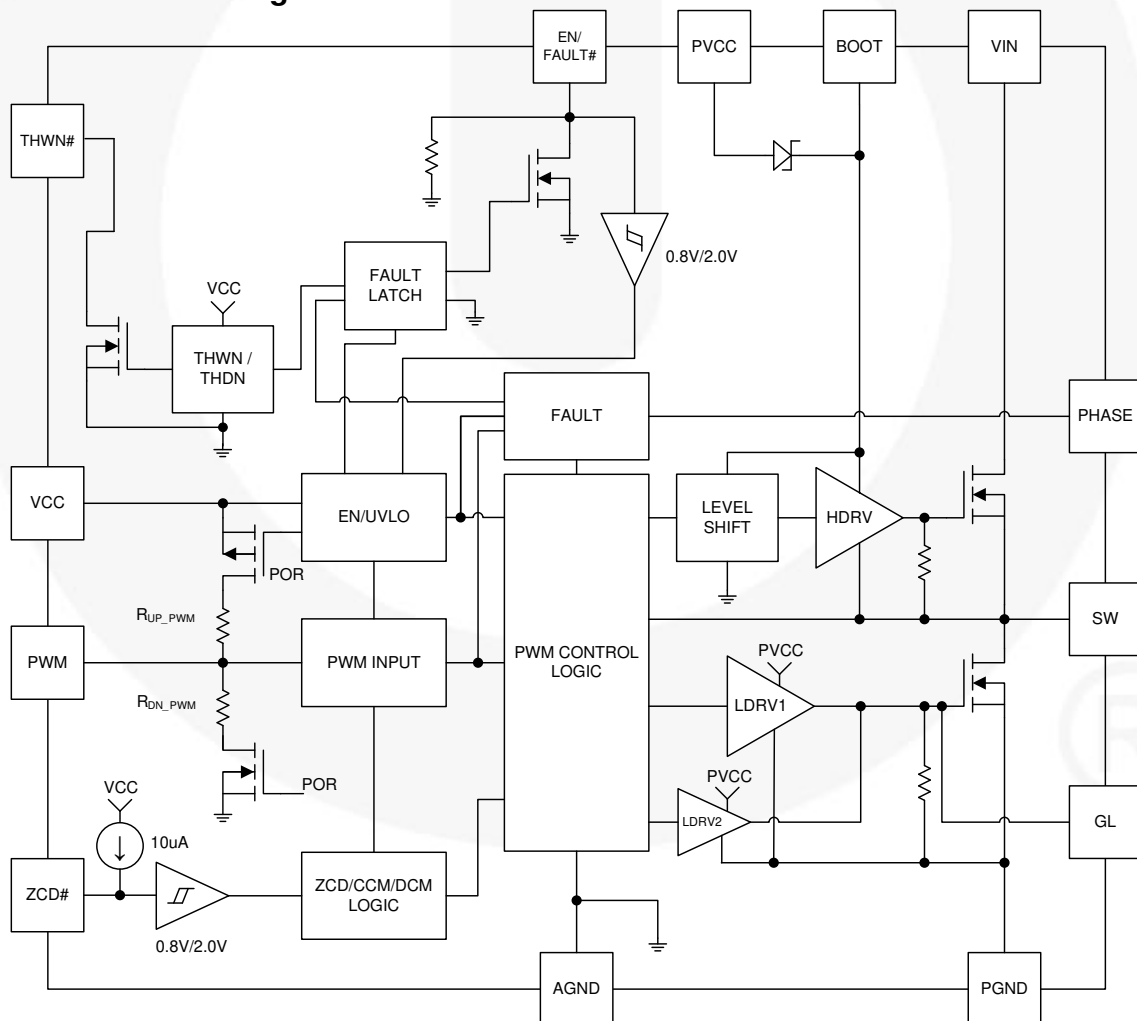 EN/
FAULT#
PVCC
BOOT
VIN
THWN#
0.8V/2.0V
FAULT
LATCH
VCC
THWN /
THDN
FAULT
PHASE
VCC
EN/UVLO
LEVEL
SHIFT
HDRV
POR
RUP_PWM
SW
PWM
PWM INPUT
PWM CONTROL
LOGIC
PVCC
LDRV1
RDN_PWM
POR
PVCC
LDRV2
VCC
10uA
GL
ZCD#
ZCD/CCM/DCM
LOGIC
0.8V/2.0V
AGND
PGND
®